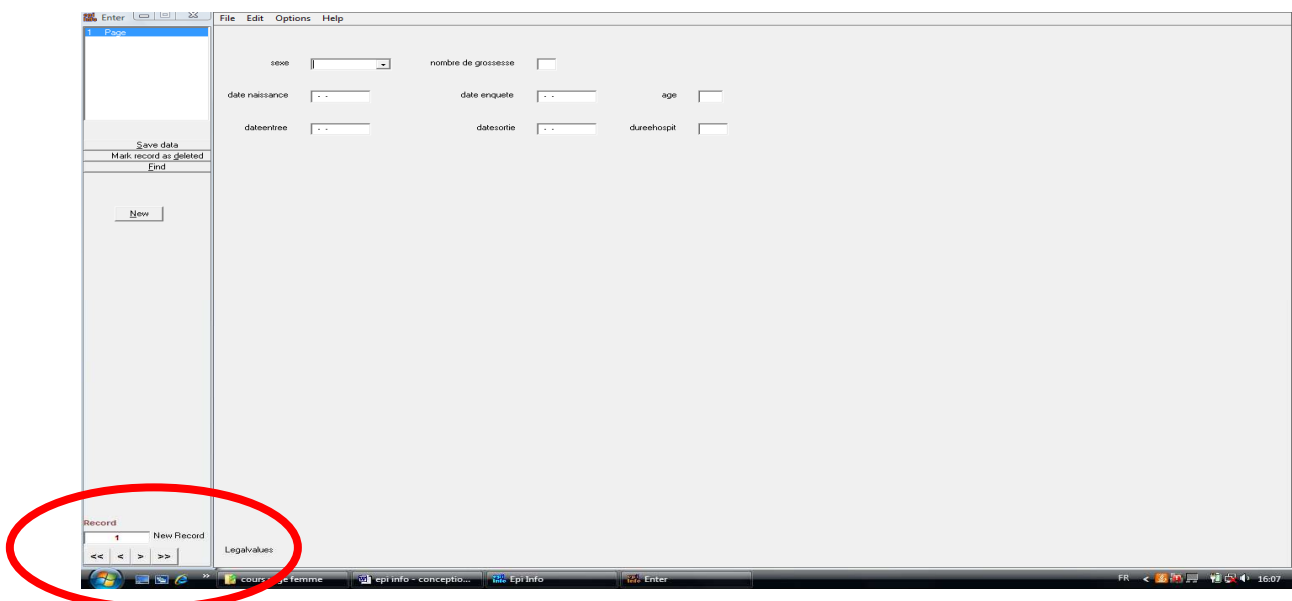 Enter
File Edit Options Help
1 Page
sexe
nombre de grossesse
date naissance - -
date enquete - -
age
dateentree - -
datesortie - -
dureehospit
Save data
Mark record as deleted
Find
New
Record
1 New Record
<< < > >>
Legalvalues
cours femme
epi info - conceptio...
Epi Info
Enter
FR < 16:07